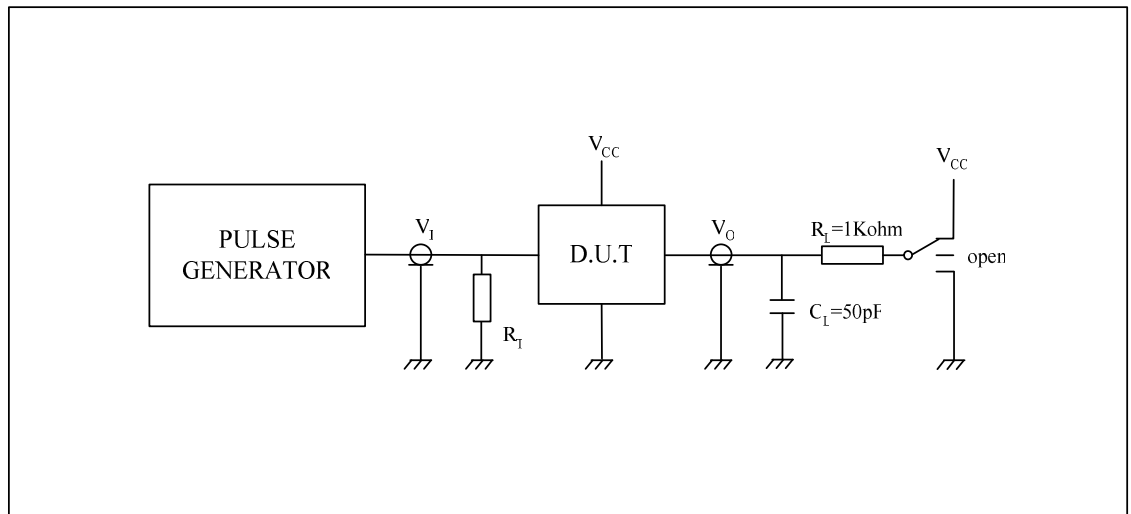 V_CC
V_CC
PULSE
GENERATOR
V_I
D.U.T
V_O
R_L=1Kohm
open
C_L=50pF
R_T